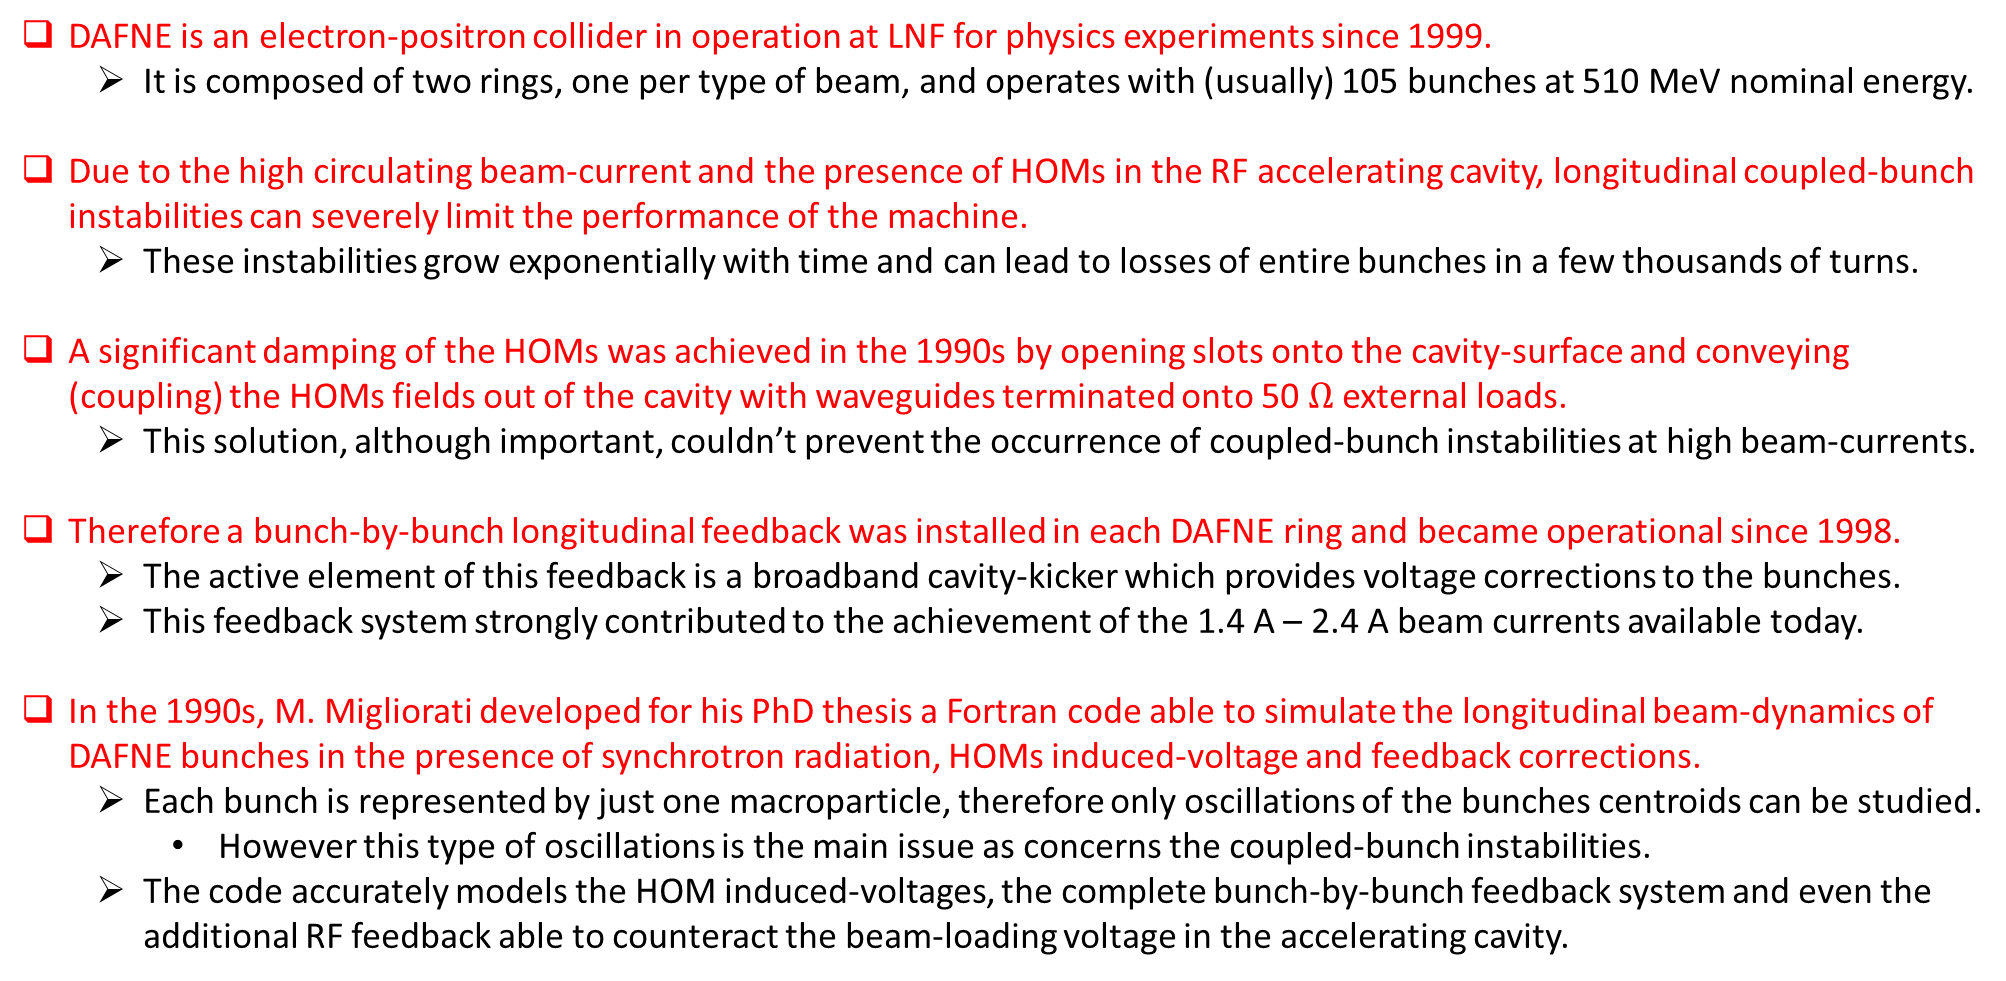 ❑ DAFNE is an electron-positron collider in operation at LNF for physics experiments since 1999.
➢ It is composed of two rings, one per type of beam, and operates with (usually) 105 bunches at 510 MeV nominal energy.
❑ Due to the high circulating beam-current and the presence of HOMs in the RF accelerating cavity, longitudinal coupled-bunch
instabilities can severely limit the performance of the machine.
➢ These instabilities grow exponentially with time and can lead to losses of entire bunches in a few thousands of turns.
❑ A significant damping of the HOMs was achieved in the 1990s by opening slots onto the cavity-surface and conveying
(coupling) the HOMs fields out of the cavity with waveguides terminated onto 50 Ω external loads.
➢ This solution, although important, couldn’t prevent the occurrence of coupled-bunch instabilities at high beam-currents.
❑ Therefore a bunch-by-bunch longitudinal feedback was installed in each DAFNE ring and became operational since 1998.
➢ The active element of this feedback is a broadband cavity-kicker which provides voltage corrections to the bunches.
➢ This feedback system strongly contributed to the achievement of the 1.4 A – 2.4 A beam currents available today.
❑ In the 1990s, M. Migliorati developed for his PhD thesis a Fortran code able to simulate the longitudinal beam-dynamics of
DAFNE bunches in the presence of synchrotron radiation, HOMs induced-voltage and feedback corrections.
➢ Each bunch is represented by just one macroparticle, therefore only oscillations of the bunches centroids can be studied.
• However this type of oscillations is the main issue as concerns the coupled-bunch instabilities.
➢ The code accurately models the HOM induced-voltages, the complete bunch-by-bunch feedback system and even the
additional RF feedback able to counteract the beam-loading voltage in the accelerating cavity.